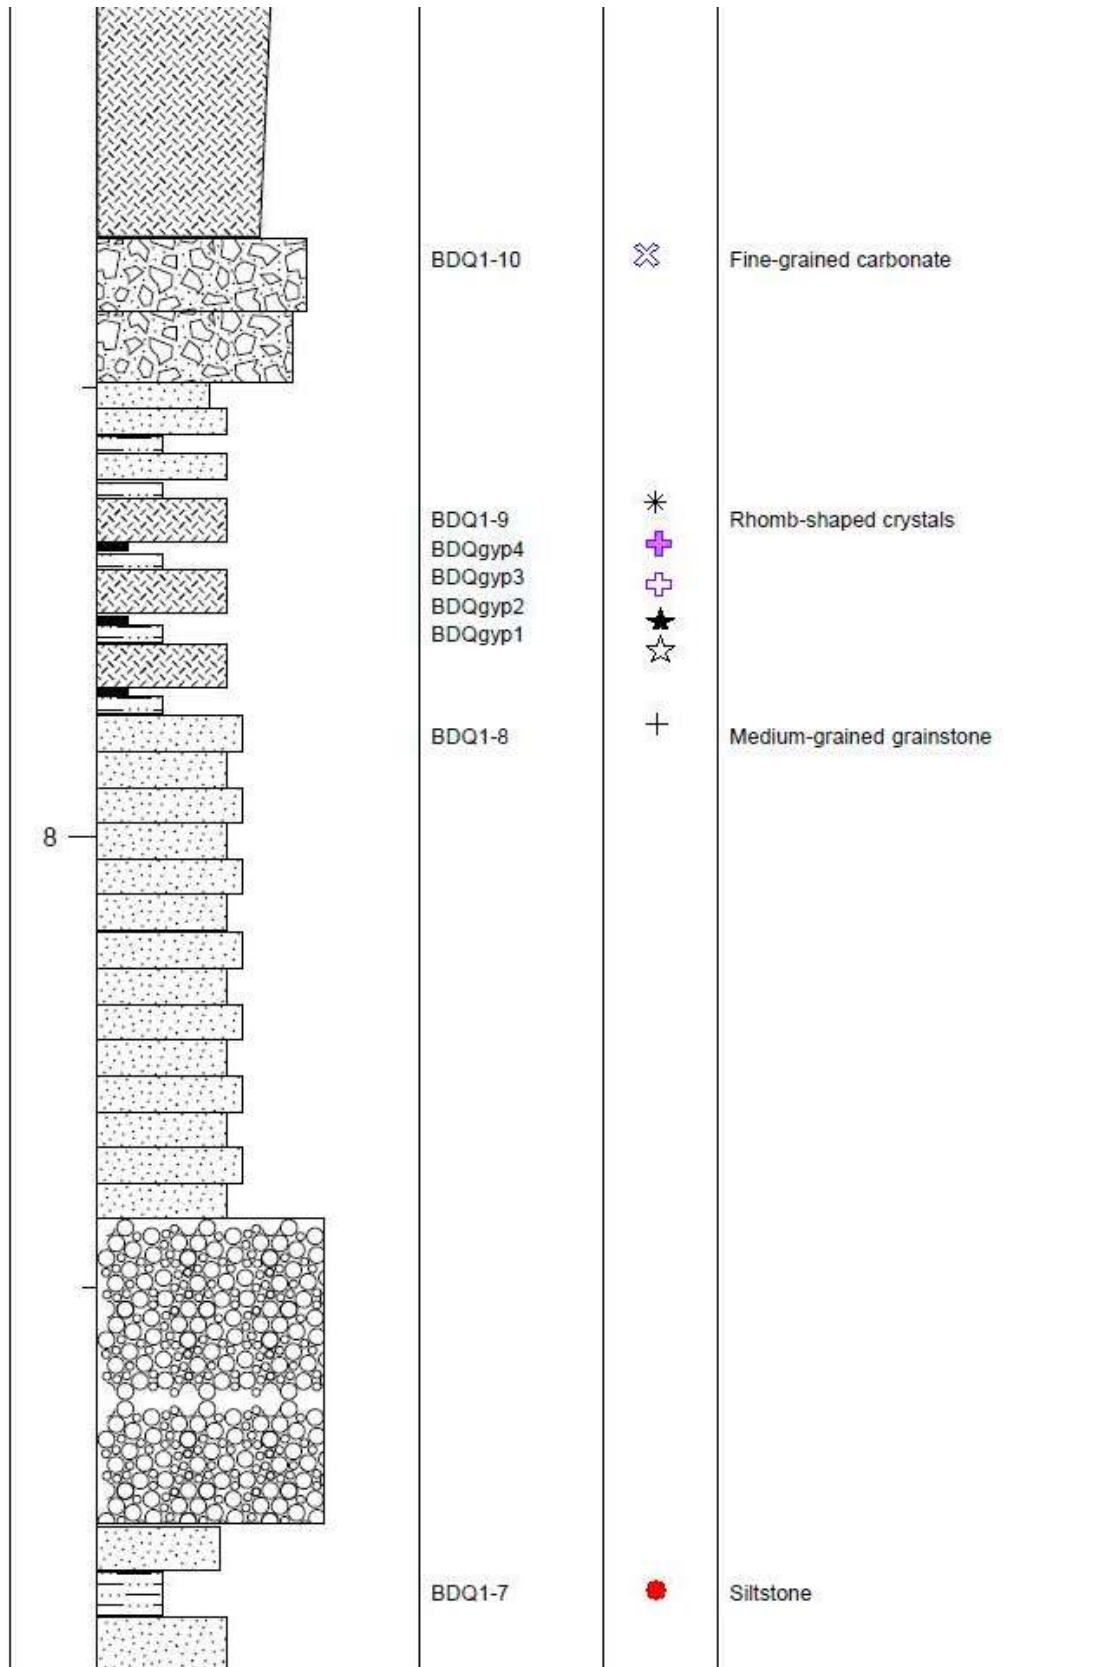 BDQ1-10 Fine-grained carbonate
BDQ1-9 Rhomb-shaped crystals
BDQgyp4
BDQgyp3
BDQgyp2
BDQgyp1
BDQ1-8 Medium-grained grainstone
8
BDQ1-7 Siltstone